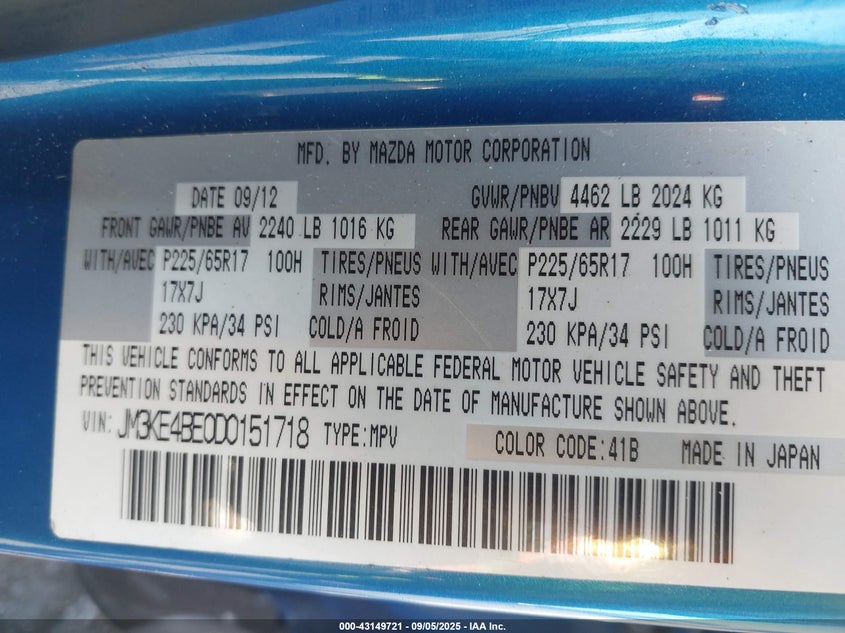 MFD. BY MAZDA MOTOR CORPORATION
DATE 09/12 GVWR/PNBV 4462 LB 2024 KG
FRONT GAWR/PNBE AV 2240 LB 1016 KG REAR GAWR/PNBE AR 2229 LB 1011 KG
WITH/AVEC P225/65R17 100H TIRES/PNEUS WITH/AVEC P225/65R17 100H TIRES/PNEUS
17X7J RIMS/JANTES 17X7J RIMS/JANTES
230 KPA/34 PSI COLD/A FROID 230 KPA/34 PSI COLD/A FROID
THIS VEHICLE CONFORMS TO ALL APPLICABLE FEDERAL MOTOR VEHICLE SAFETY AND THEFT
PREVENTION STANDARDS IN EFFECT ON THE DATE OF MANUFACTURE SHOWN ABOVE.
VIN: JM3KE4BE0D0151718 TYPE:MPV COLOR CODE:41B MADE IN JAPAN
000-43149721 - 09/05/2025 - IAA Inc.